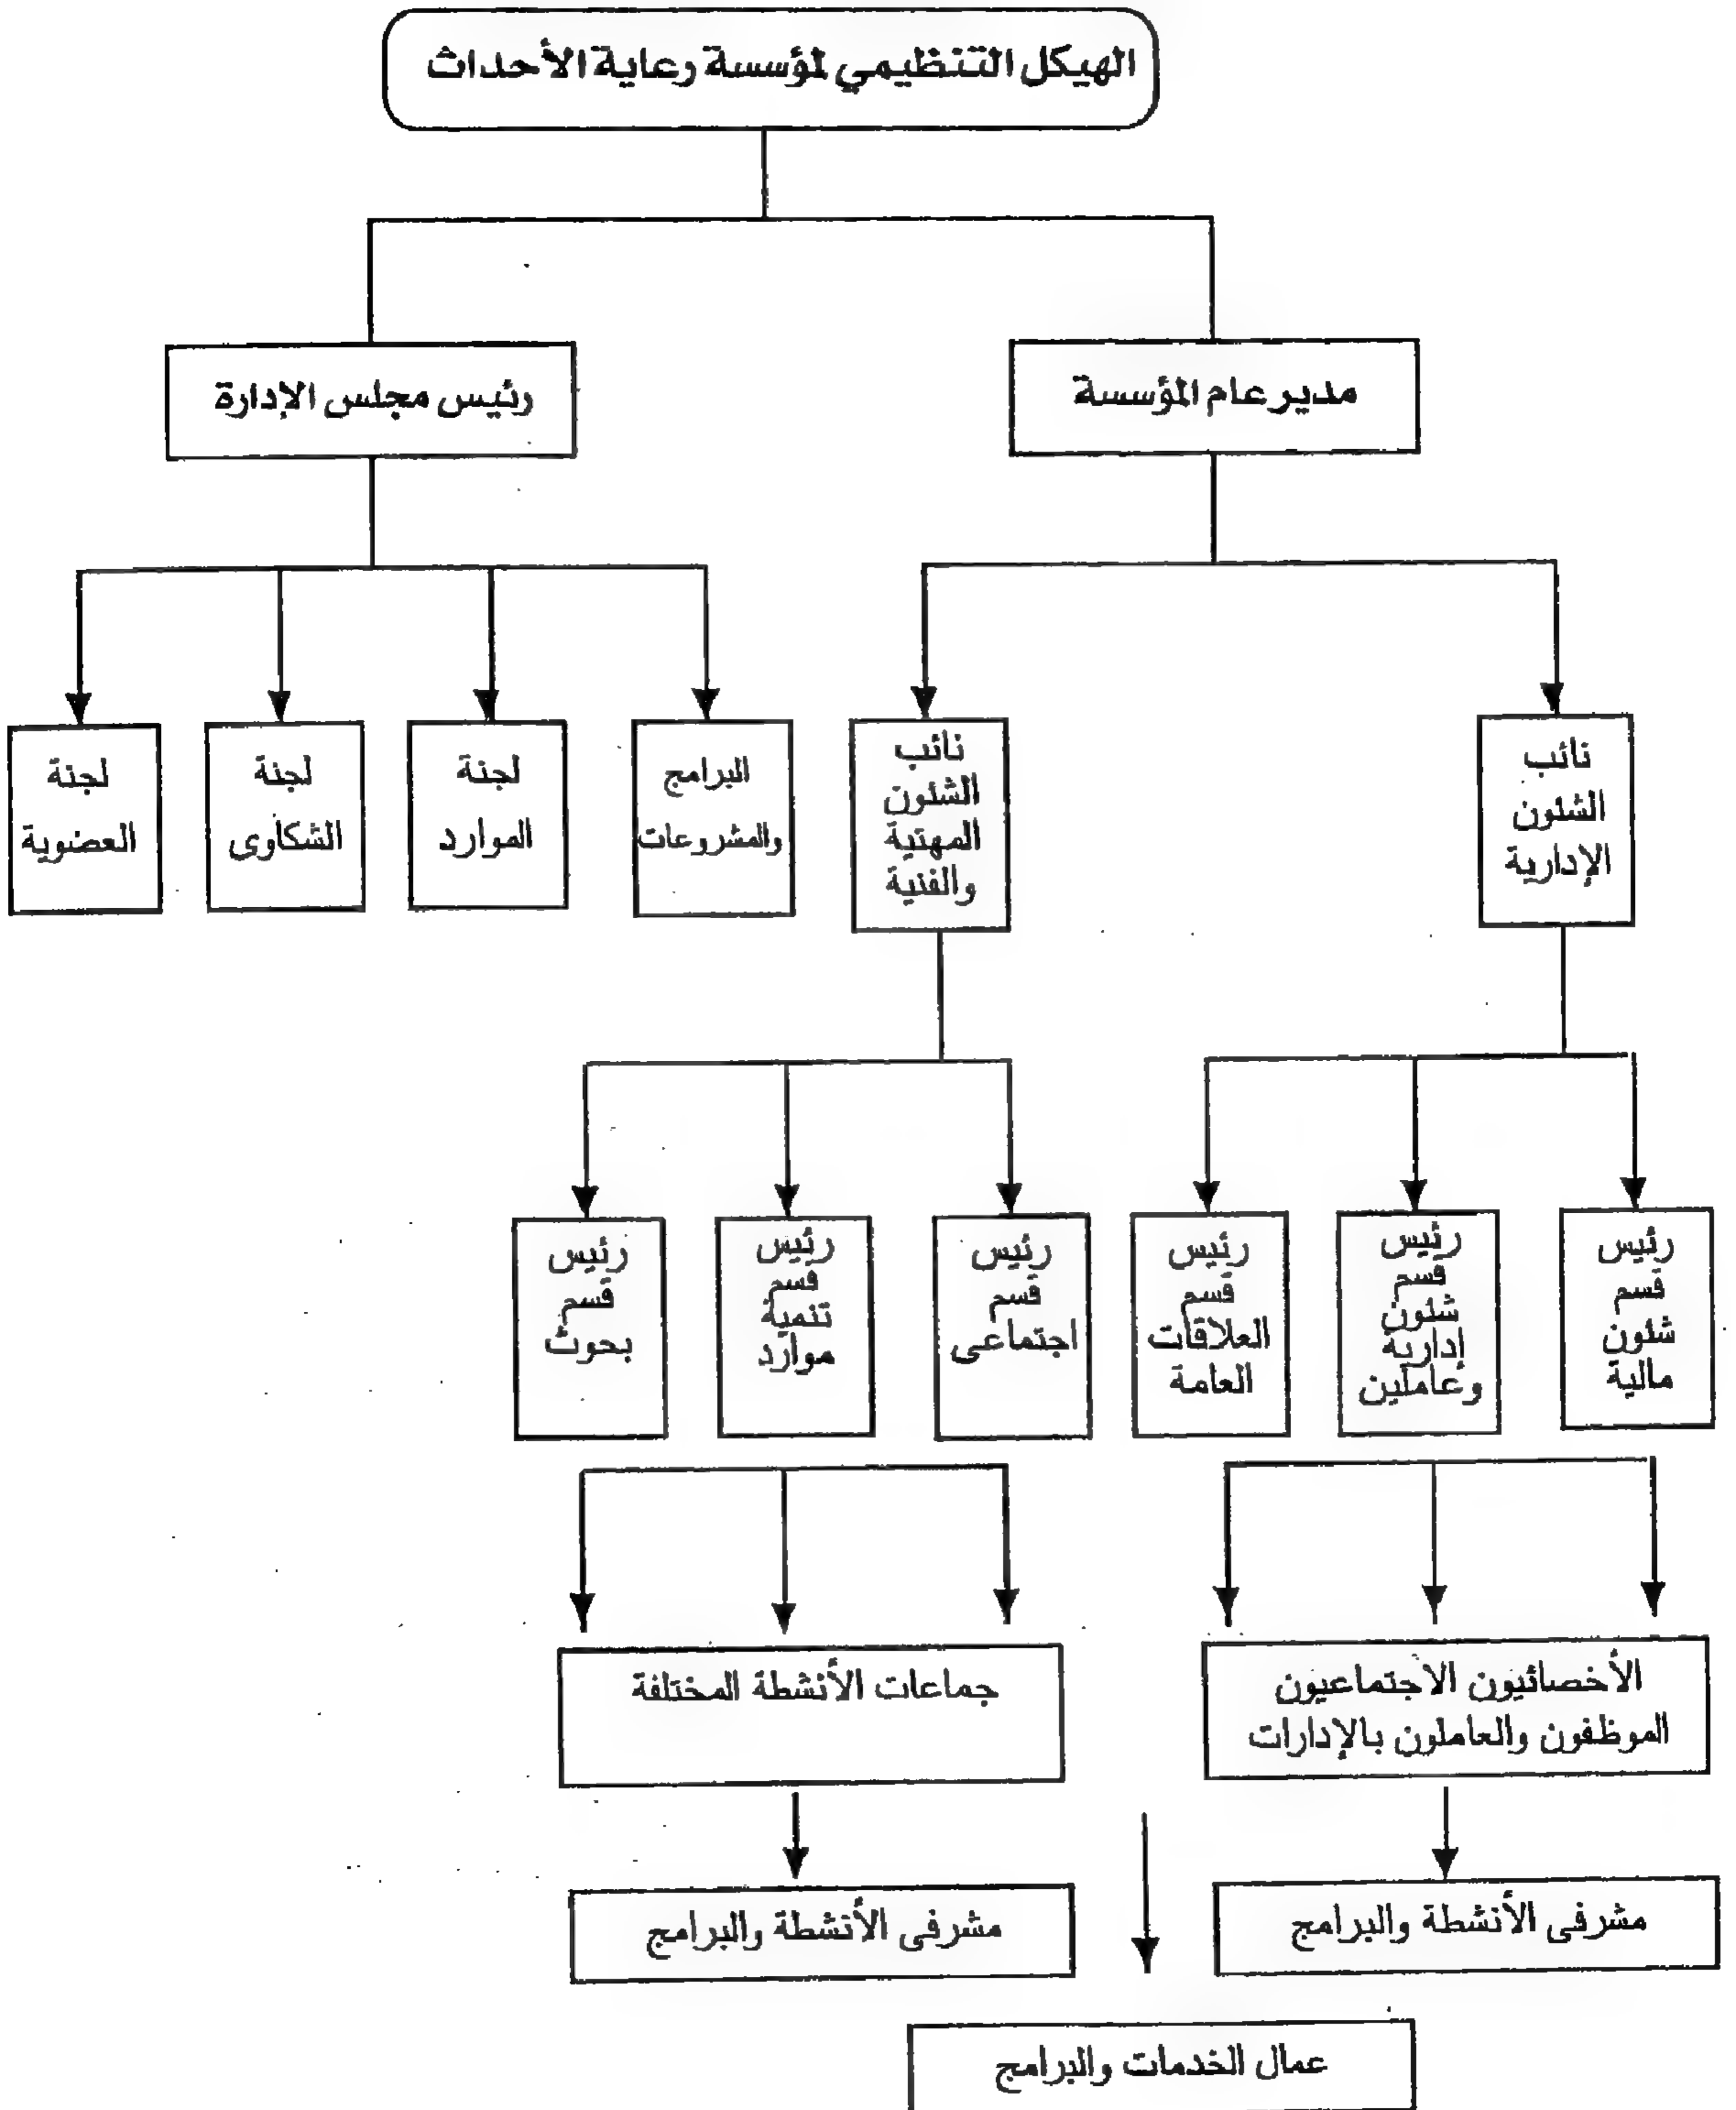 الهيكل التنظيمي لمؤسسة رعاية الأحداث
مدير عام المؤسسة
رئيس مجلس الإدارة
نائب
الشئون
الإدارية
نائب
الشئون
المهتية
والفنية
البرامج
والمشروعات
لجنة
الموارد
لجنة
الشكاوى
لجنة
العضوية
رئيس
قسم
شئون
مالية
رئيس
قسم
شئون
إدارية
وعاملين
رئيس
قسم
العلاقات
العامة
رئيس
قسم
اجتماعى
رئيس
قسم
تنمية
موارد
رئيس
قسم
بحوث
الأخصائيون الاجتماعيون
الموظفون والعاملون بالإدارات
جماعات الأنشطة المختلفة
مشرفى الأنشطة والبرامج
مشرفى الأنشطة والبرامج
عمال الخدمات والبرامج